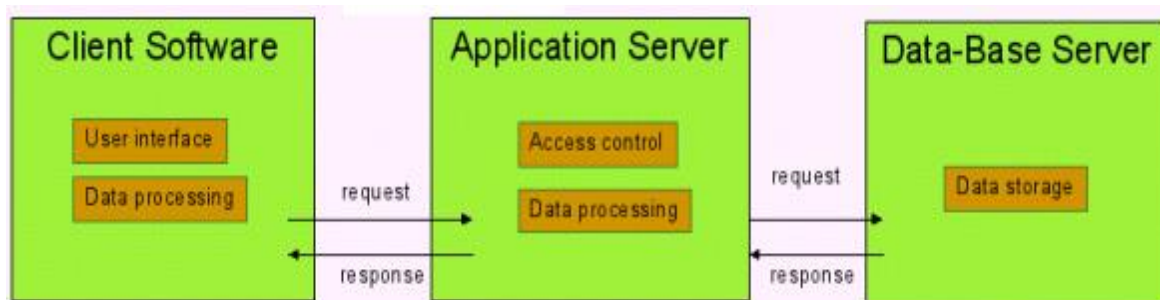 Client Software
User interface
Data processing
request
response
Application Server
Access control
Data processing
request
response
Data-Base Server
Data storage